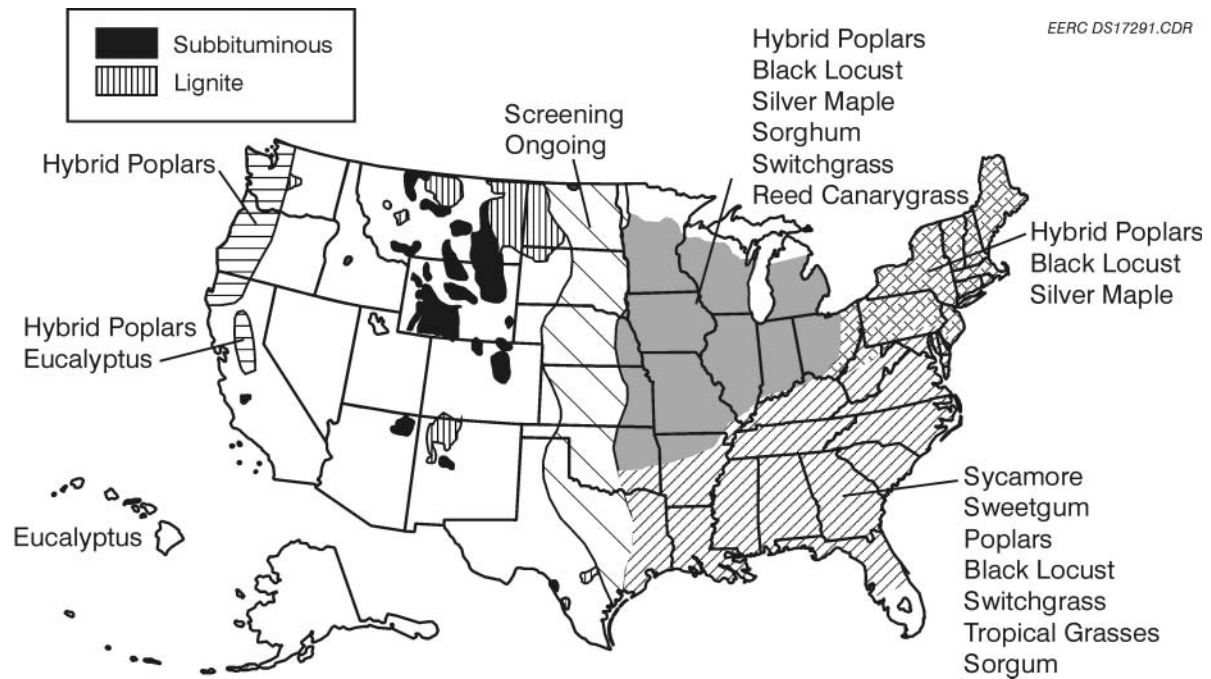 Subbituminous
Lignite
EERC DS17291.CDR
Hybrid Poplars
Black Locust
Silver Maple
Sorghum
Switchgrass
Reed Canarygrass
Screening
Ongoing
Hybrid Poplars
Hybrid Poplars
Black Locust
Silver Maple
Hybrid Poplars
Eucalyptus
Eucalyptus
Sycamore
Sweetgum
Poplars
Black Locust
Switchgrass
Tropical Grasses
Sorgum